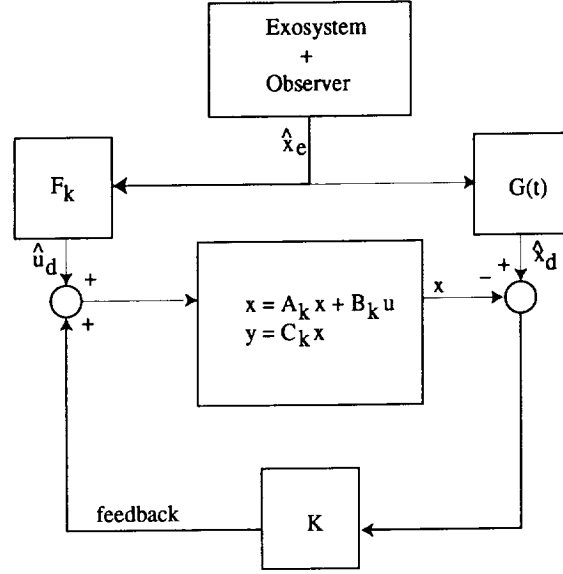 Exosystem
+
Observer
x̂e
Fk
G(t)
ûd
x̂d
+
+
- +
x
x = Ak x + Bk u
y = Ck x
feedback
K